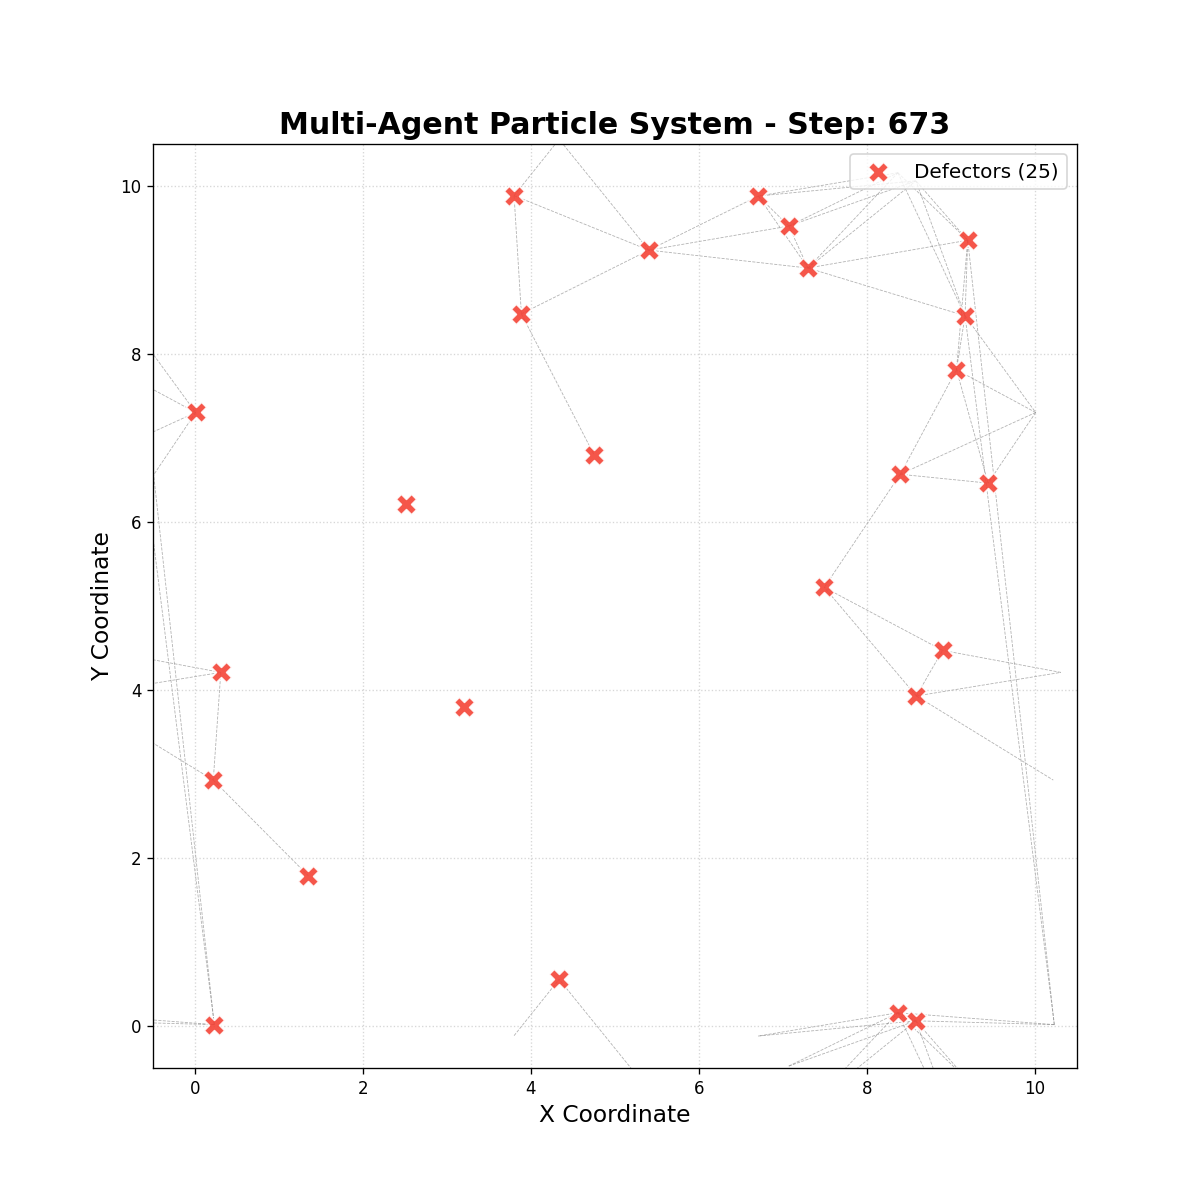 Multi-Agent Particle System - Step: 673
Defectors (25)
10
8
6
4
2
0
Y Coordinate
0 2 4 6 8 10
X Coordinate